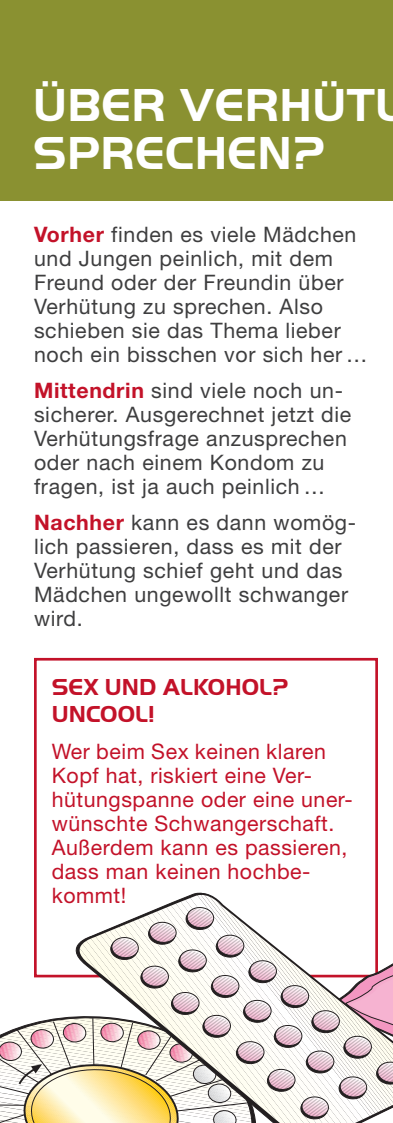 ÜBER VERHÜTU
SPRECHEN?
Vorher finden es viele Mädchen
und Jungen peinlich, mit dem
Freund oder der Freundin über
Verhütung zu sprechen. Also
schieben sie das Thema lieber
noch ein bisschen vor sich her ...
Mittendrin sind viele noch un-
sicherer. Ausgerechnet jetzt die
Verhütungsfrage anzusprechen
oder nach einem Kondom zu
fragen, ist ja auch peinlich ...
Nachher kann es dann womög-
lich passieren, dass es mit der
Verhütung schief geht und das
Mädchen ungewollt schwanger
wird.
SEX UND ALKOHOL?
UNCOOL!
Wer beim Sex keinen klaren
Kopf hat, riskiert eine Ver-
hütungspanne oder eine uner-
wünschte Schwangerschaft.
Außerdem kann es passieren,
dass man keinen hochbe-
kommt!